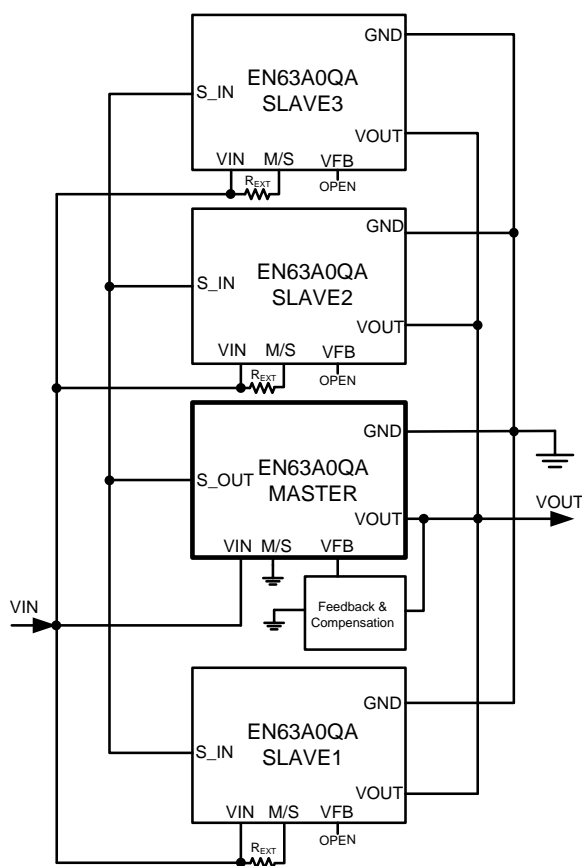 GND
EN63A0QA
SLAVE3
S_IN
VOUT
VIN M/S VFB
REXT
OPEN
GND
EN63A0QA
SLAVE2
S_IN
VOUT
VIN M/S VFB
REXT
OPEN
GND
EN63A0QA
MASTER
S_OUT
VOUT
VOUT
VIN M/S VFB
VIN
Feedback &
Compensation
GND
EN63A0QA
SLAVE1
S_IN
VOUT
VIN M/S VFB
REXT
OPEN